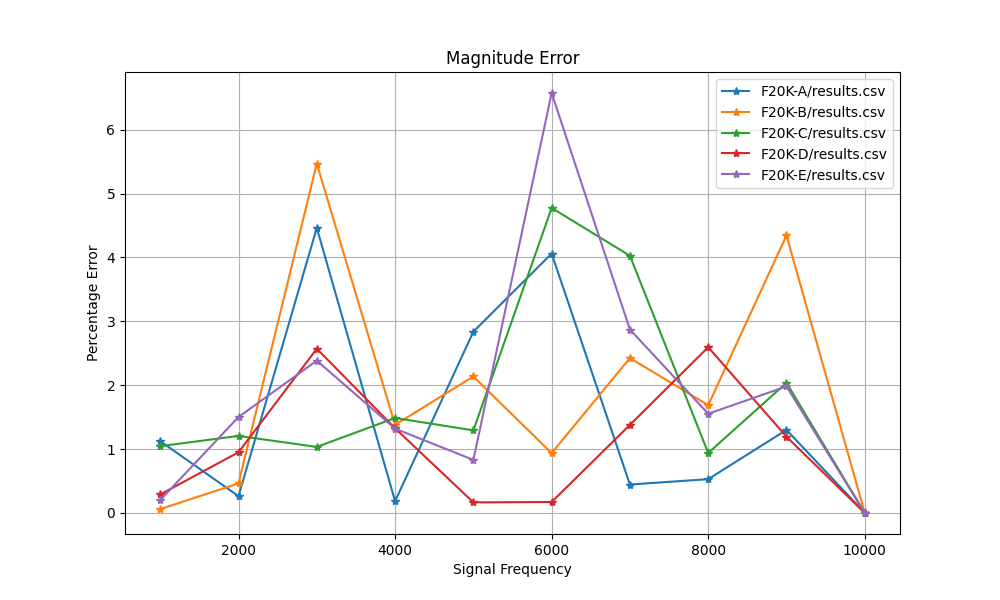 Magnitude Error
F20K-A/results.csv
F20K-B/results.csv
F20K-C/results.csv
F20K-D/results.csv
F20K-E/results.csv
Percentage Error
6
5
4
3
2
1
0
2000 4000 6000 8000 10000
Signal Frequency